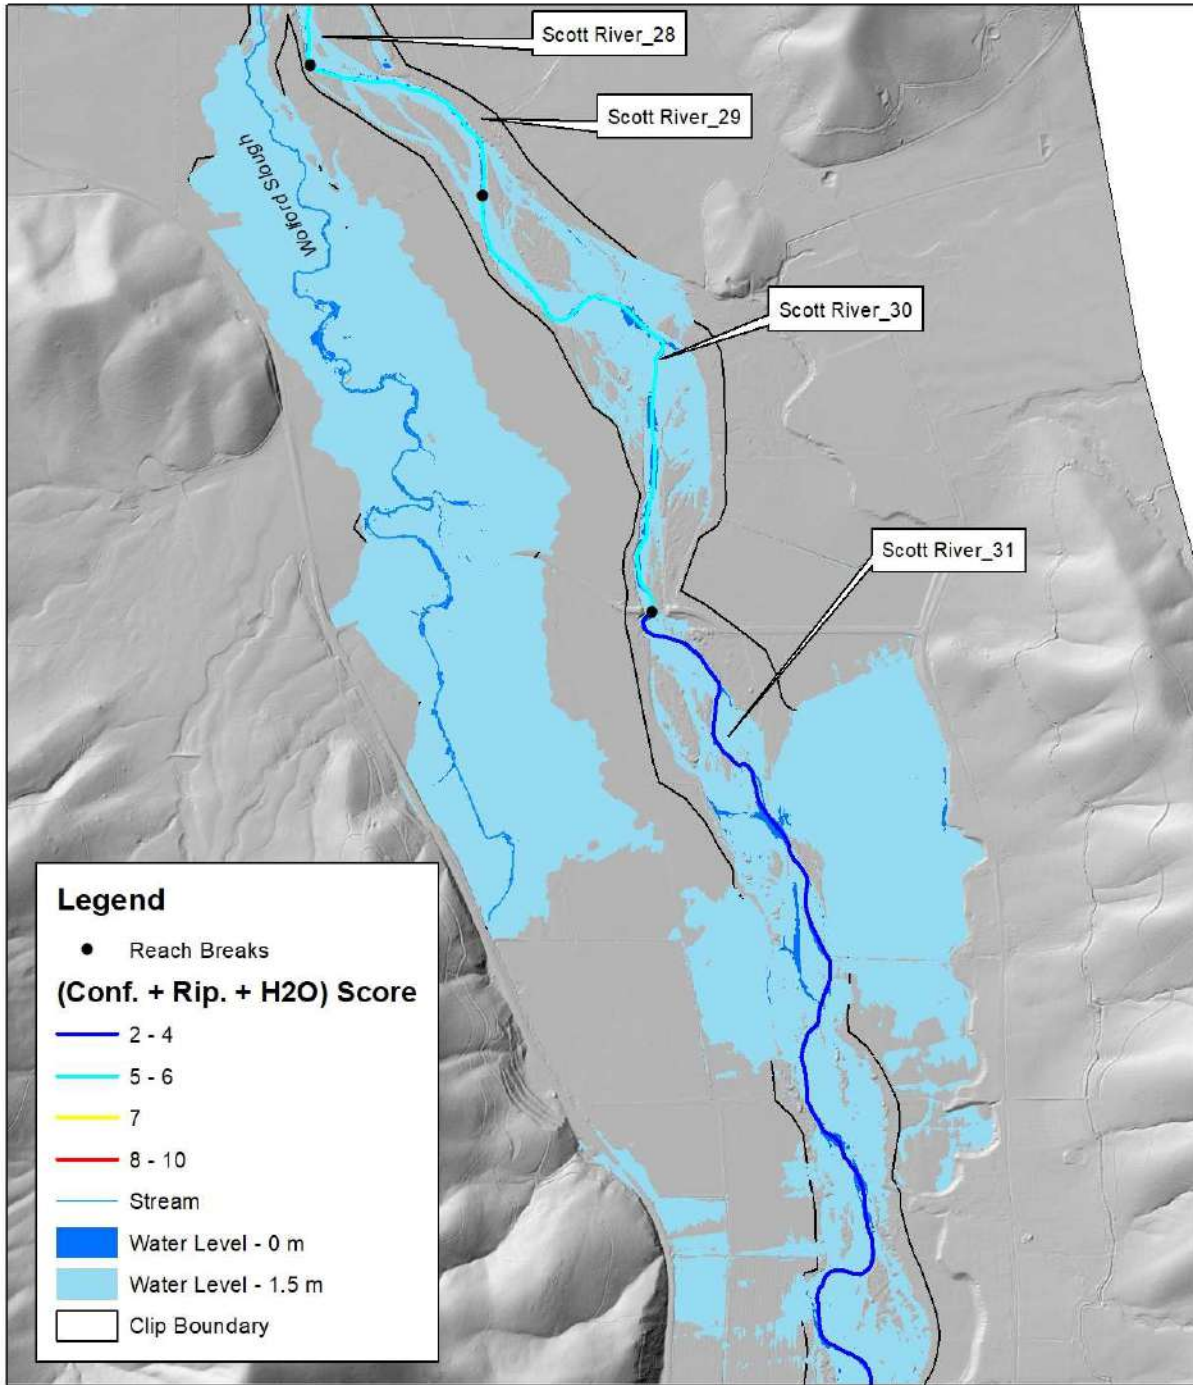 Scott River_28
Scott River_29
Wolford Slough
Scott River_30
Scott River_31
Legend
Reach Breaks
(Conf. + Rip. + H2O) Score
2 - 4
5 - 6
7
8 - 10
Stream
Water Level - 0 m
Water Level - 1.5 m
Clip Boundary